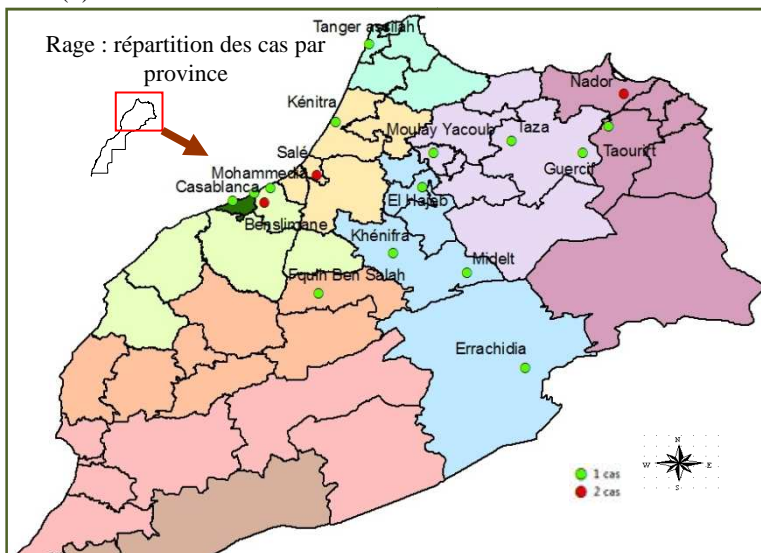 Tanger assilah
Rage : répartition des cas par
province
Nador
Kénitra
Moulay Yacoub
Taza
Taourirt
Salé
Guercif
Mohammedia
Casablanca
El Hajeb
Benslimane
Khénifra
Midelt
Fquih Ben Salah
Errachidia
N
W
E
S
1 cas
2 cas